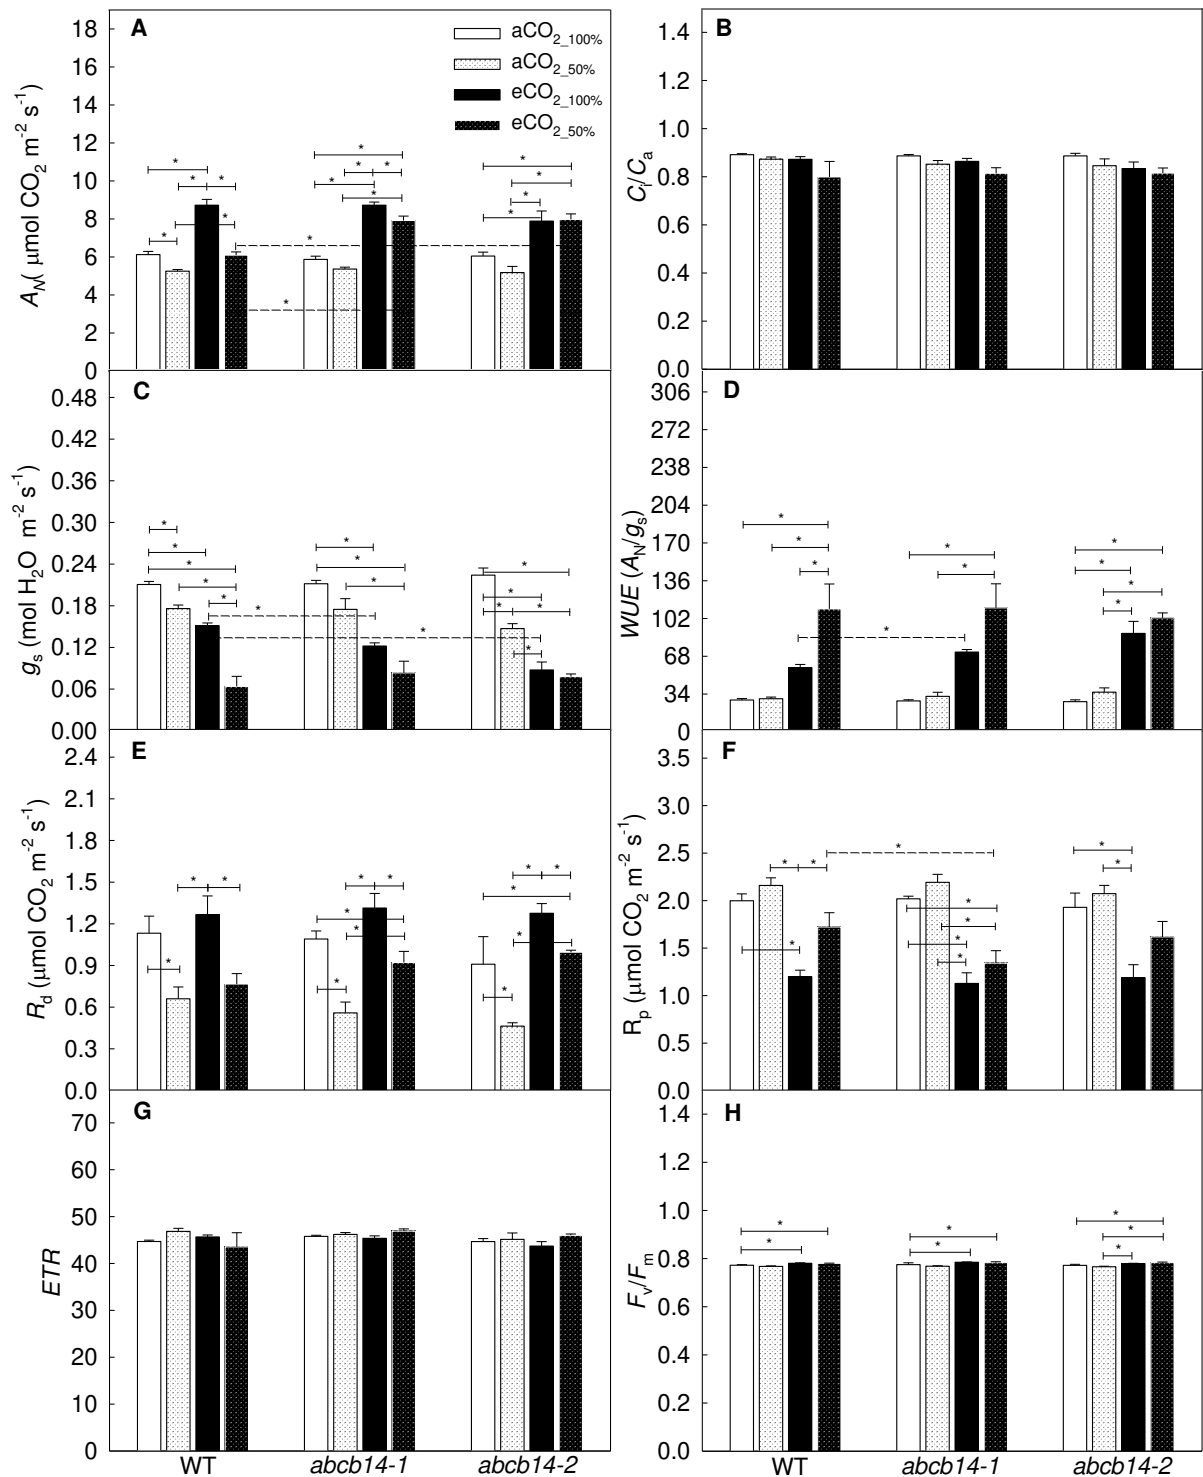 A
aCO2_100%
aCO2_50%
eCO2_100%
eCO2_50%
AN( μmol CO2 m-2 s-1)
18
16
14
12
10
8
6
4
2
0
* * * * * * * * * * * * * * * * * *
B
Ci/Ca
1.4
1.2
1.0
0.8
0.6
0.4
0.2
0.0
C
gs (mol H2O m-2 s-1)
0.48
0.42
0.36
0.30
0.24
0.18
0.12
0.06
0.00
* * * * * * * * * * * * * * *
D
WUE (AN/gs)
306
272
238
204
170
136
102
68
34
0
* * * * * * * * * *
E
Rd (μmol CO2 m-2 s-1)
2.4
2.1
1.8
1.5
1.2
0.9
0.6
0.3
0.0
* * * * * * * * * * * * *
F
Rp (μmol CO2 m-2 s-1)
3.5
3.0
2.5
2.0
1.5
1.0
0.5
0.0
* * * * * * * * * *
G
ETR
70
60
50
40
30
20
10
0
WT
abcb14-1
abcb14-2
H
Fv/Fm
1.4
1.2
1.0
0.8
0.6
0.4
0.2
0.0
* * * * * * *
WT
abcb14-1
abcb14-2